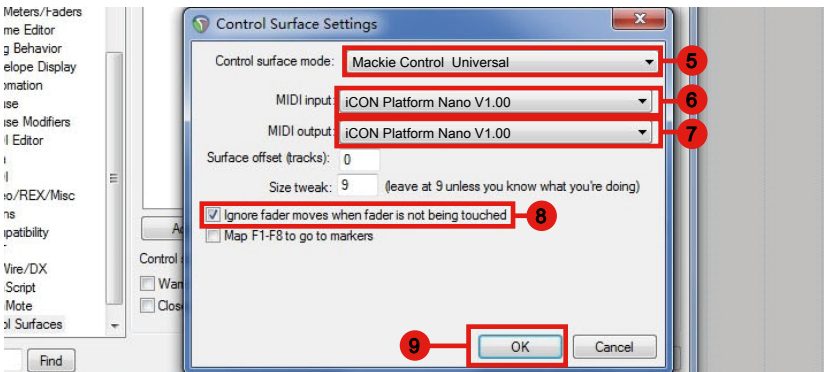 Meters/Faders
me Editor
g Behavior
elope Display
omation
use
use Modifiers
I Editor
eo/REX/Misc
ns
patibility
Wire/DX
Script
Mote
ol Surfaces
Find
Control
Wam
Close
Control Surface Settings
Control surface mode: Mackie Control Universal 5
MIDI input: iCON Platform Nano V1.00 6
MIDI output: iCON Platform Nano V1.00 7
Surface offset (tracks): 0
Size tweak: 9 (leave at 9 unless you know what you're doing)
Ignore fader moves when fader is not being touched 8
Map F1-F8 to go to markers
9 OK Cancel